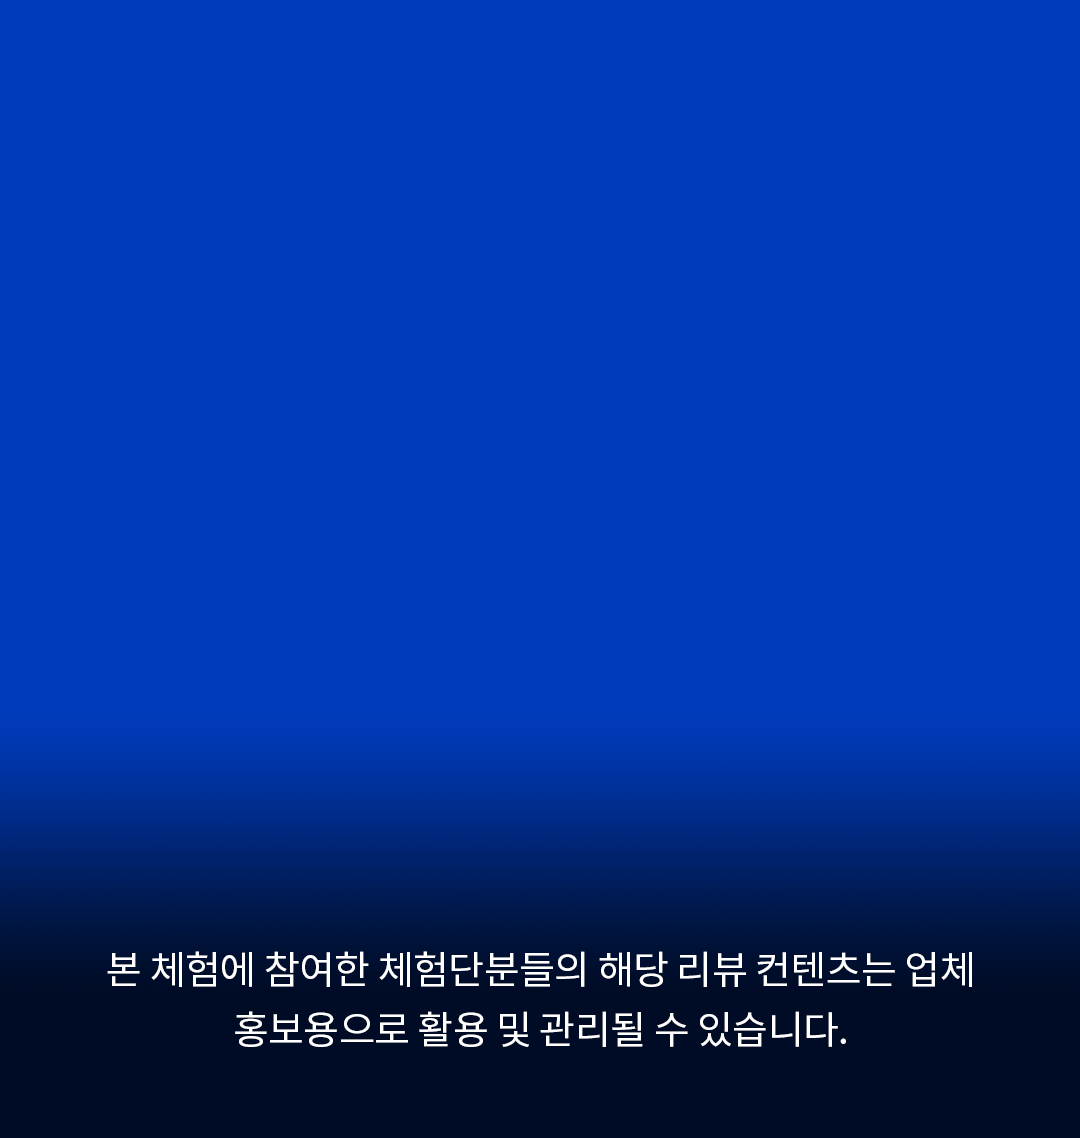 본 체험에 참여한 체험단분들의 해당 리뷰 컨텐츠는 업체
홍보용으로 활용 및 관리될 수 있습니다.